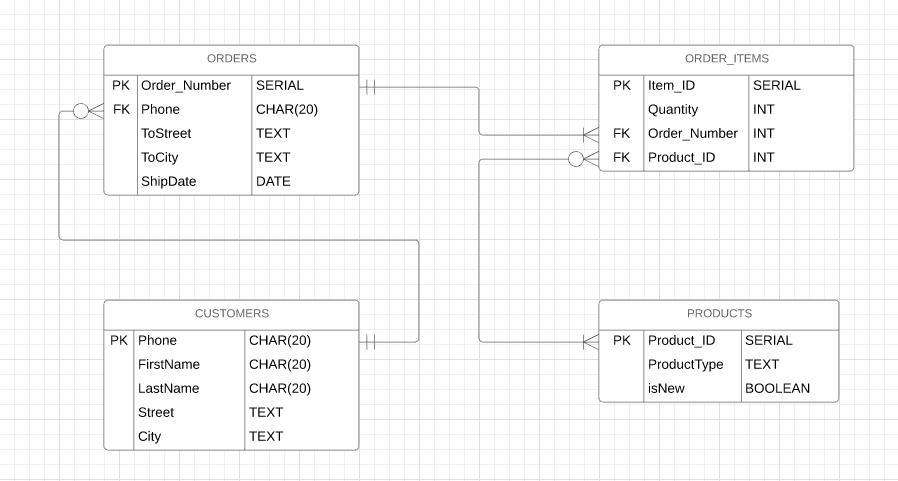 ORDERS
PK Order_Number SERIAL
FK Phone CHAR(20)
ToStreet TEXT
ToCity TEXT
ShipDate DATE
ORDER_ITEMS
PK Item_ID SERIAL
Quantity INT
FK Order_Number INT
FK Product_ID INT
CUSTOMERS
PK Phone CHAR(20)
FirstName CHAR(20)
LastName CHAR(20)
Street TEXT
City TEXT
PRODUCTS
PK Product_ID SERIAL
ProductType TEXT
isNew BOOLEAN